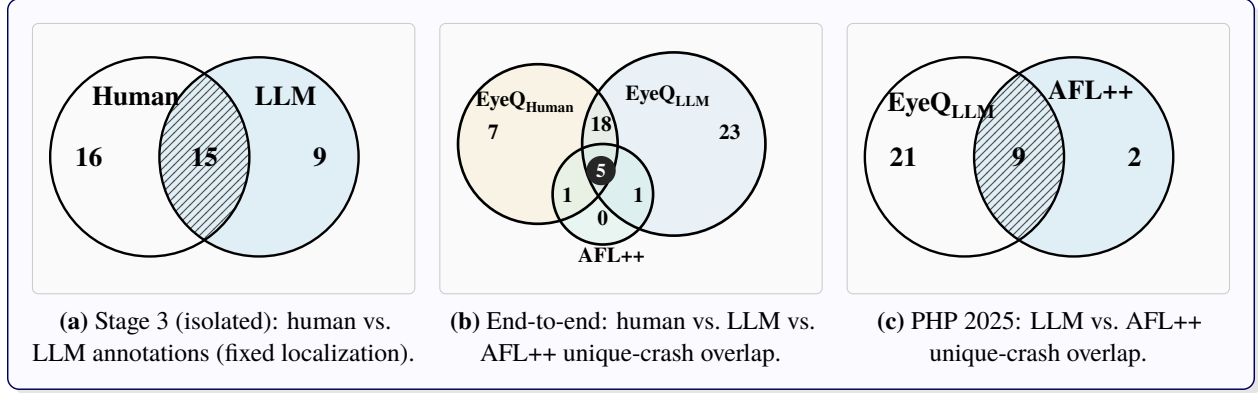 Human
LLM
16
15
9
(a) Stage 3 (isolated): human vs.
LLM annotations (fixed localization).
EyeQHuman
EyeQLLM
7
18
23
5
1
1
0
AFL++
(b) End-to-end: human vs. LLM vs.
AFL++ unique-crash overlap.
EyeQLLM
AFL++
21
9
2
(c) PHP 2025: LLM vs. AFL++
unique-crash overlap.